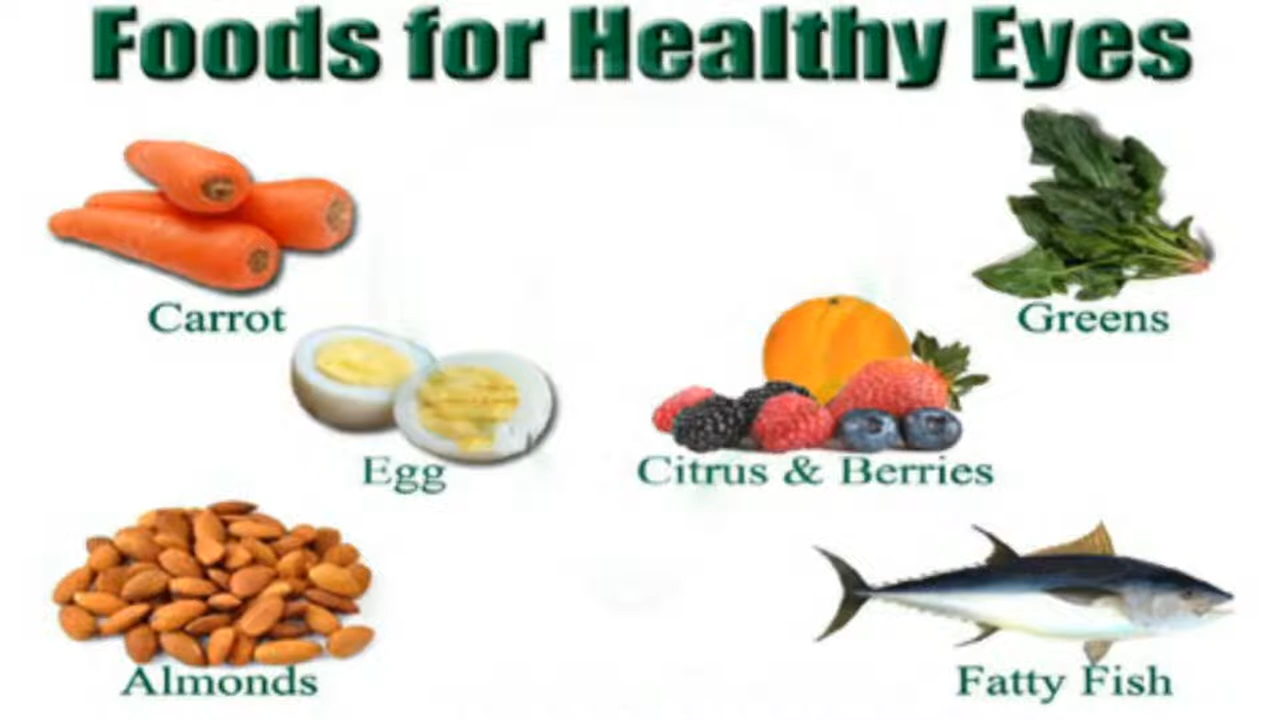 Foods for Healthy Eyes
Carrot
Greens
Egg
Citrus & Berries
Almonds
Fatty Fish